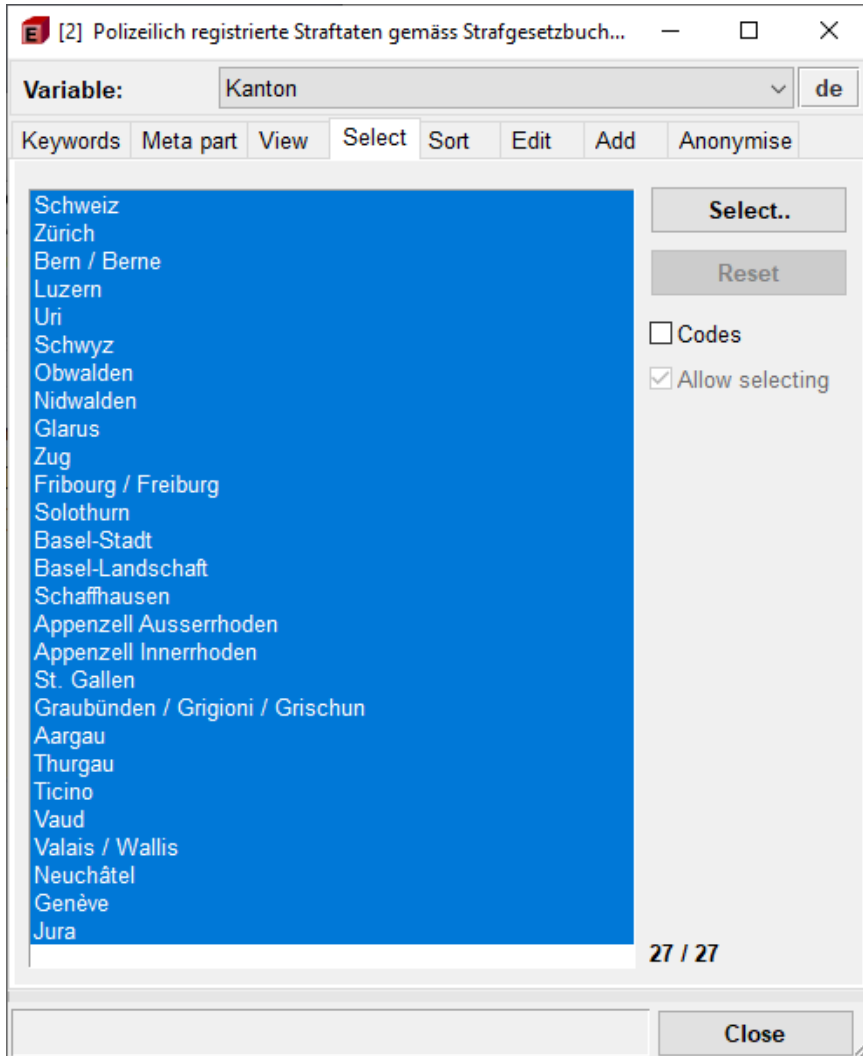 [2] Polizeilich registrierte Straftaten gemäss Strafgesetzbuch...
Variable: Kanton de
Keywords Meta part View Select Sort Edit Add Anonymise
Schweiz
Zürich
Bern / Berne
Luzern
Uri
Schwyz
Obwalden
Nidwalden
Glarus
Zug
Fribourg / Freiburg
Solothurn
Basel-Stadt
Basel-Landschaft
Schaffhausen
Appenzell Ausserrhoden
Appenzell Innerrhoden
St. Gallen
Graubünden / Grigioni / Grischun
Aargau
Thurgau
Ticino
Vaud
Valais / Wallis
Neuchâtel
Genève
Jura
Select..
Reset
Codes
Allow selecting
27 / 27
Close